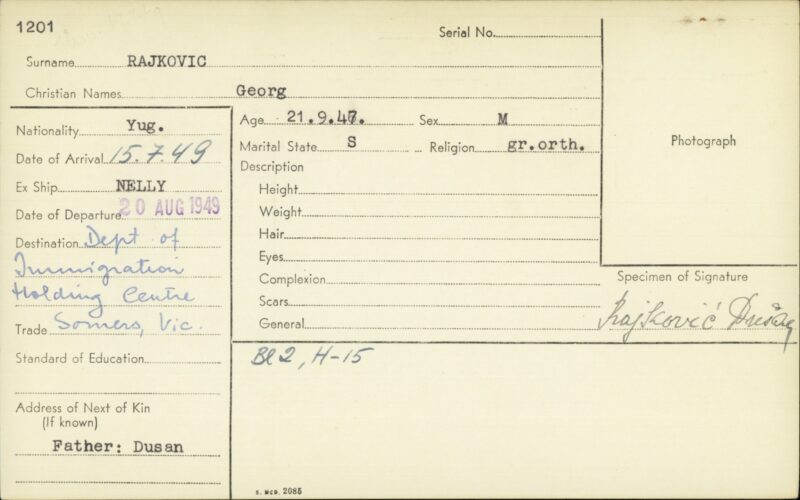 1201
Serial No.
Surname RAJKOVIC
Christian Names Georg
Nationality Yug.
Date of Arrival 15.7.49
Ex Ship NELLY
Date of Departure 20 AUG 1949
Destination Dept of
Immigration
Holding Centre
Somers, Vic.
Trade
Standard of Education
Address of Next of Kin
(If known)
Father: Dusan
Age 21.9.47. Sex M
Marital State S Religion gr.orth.
Description
Height
Weight
Hair
Eyes
Complexion
Scars
General
Photograph
Specimen of Signature
Rajković Dušan
Bl 2, H-15
S. MCD. 2085